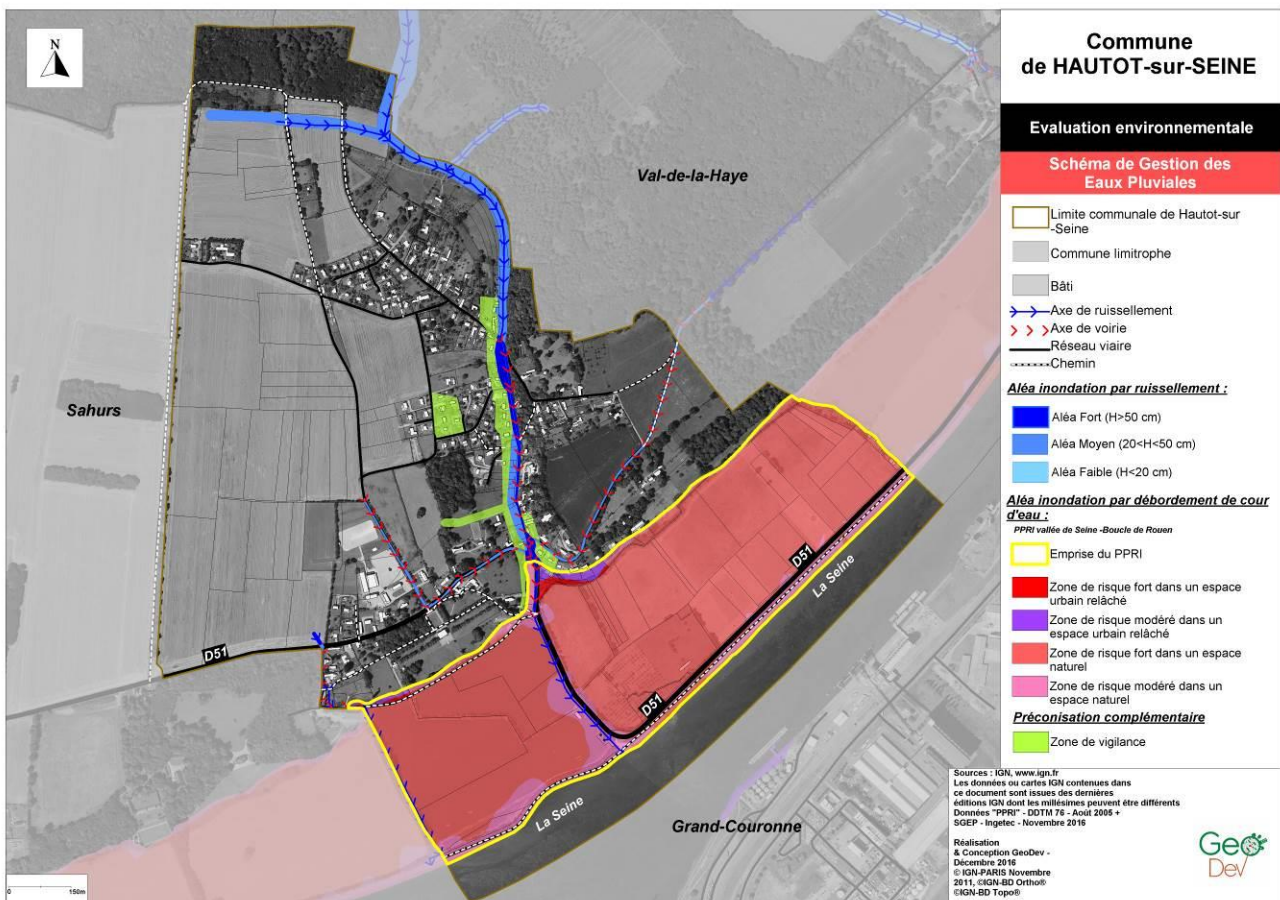 N
Val-de-la-Haye
Sahurs
D51
D51
D51
La Seine
La Seine
Grand-Couronne
0 150m
Commune
de HAUTOT-sur-SEINE
Evaluation environnementale
Schéma de Gestion des
Eaux Pluviales
Limite communale de Hautot-sur
-Seine
Commune limitrophe
Bâti
Axe de ruissellement
Axe de voirie
Réseau viaire
Chemin
Aléa inondation par ruissellement :
Aléa Fort (H>50 cm)
Aléa Moyen (20<H<50 cm)
Aléa Faible (H<20 cm)
Aléa inondation par débordement de cour
d'eau :
PPRI vallée de Seine -Boucle de Rouen
Emprise du PPRI
Zone de risque fort dans un espace
urbain relâché
Zone de risque modéré dans un
espace urbain relâché
Zone de risque fort dans un espace
naturel
Zone de risque modéré dans un
espace naturel
Préconisation complémentaire
Zone de vigilance
Sources : IGN, www.ign.fr
Les données ou cartes IGN contenues dans
ce document sont issues des dernières
éditions IGN dont les millésimes peuvent être différents
Données "PPRI" - DDTM 76 - Août 2005 +
SGEP - Ingetec - Novembre 2016
Réalisation
& Conception GeoDev -
Décembre 2016
© IGN-PARIS Novembre
2011, ©IGN-BD Ortho®
©IGN-BD Topo®
Geo
Dev